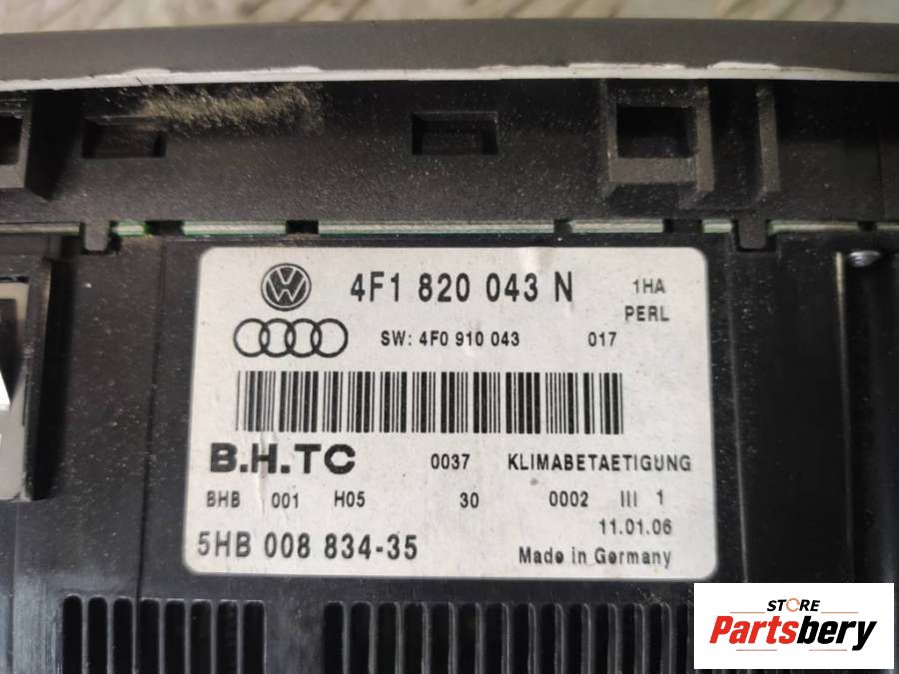 4F1 820 043 N 1HA
PERL
SW: 4F0 910 043 017
B.H.TC 0037 KLIMABETAETIGUNG
BHB 001 H05 30 0002 III 1
11.01.06
5HB 008 834-35 Made in Germany
STORE
Partsbery